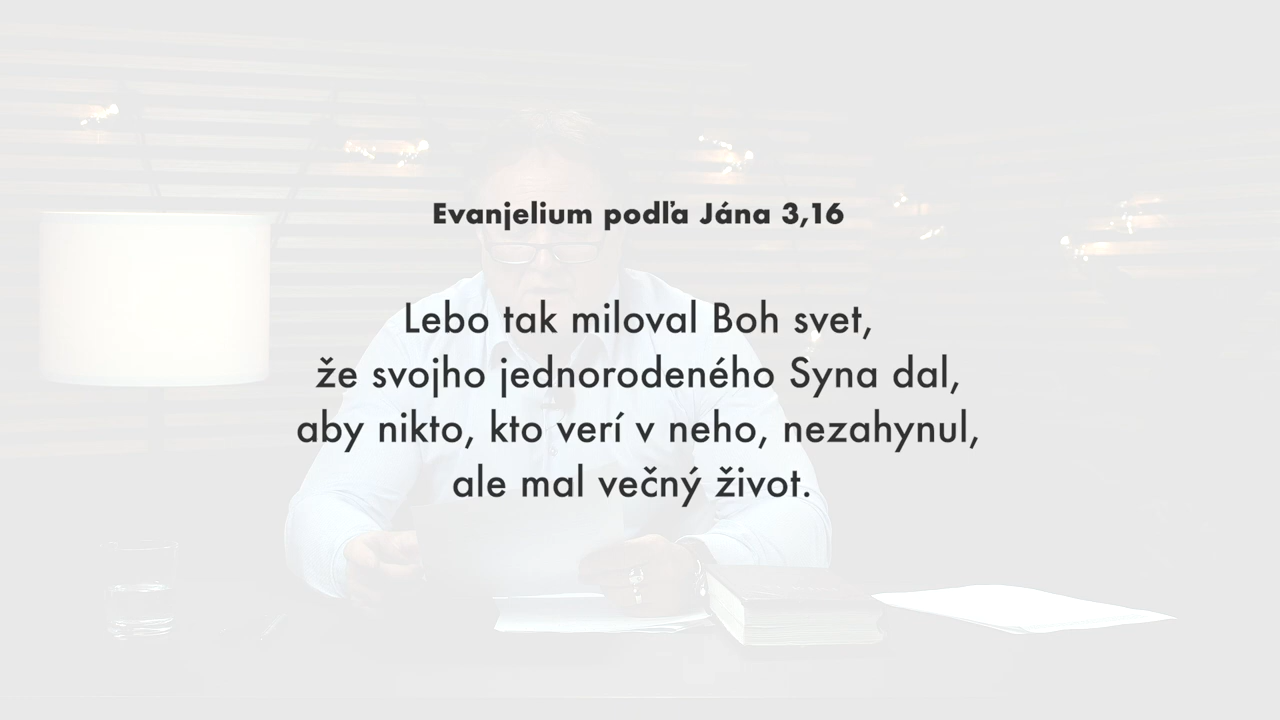 Evanjelium podľa Jána 3,16
Lebo tak miloval Boh svet,
že svojho jednorodeného Syna dal,
aby nikto, kto verí v neho, nezahynul,
ale mal večný život.